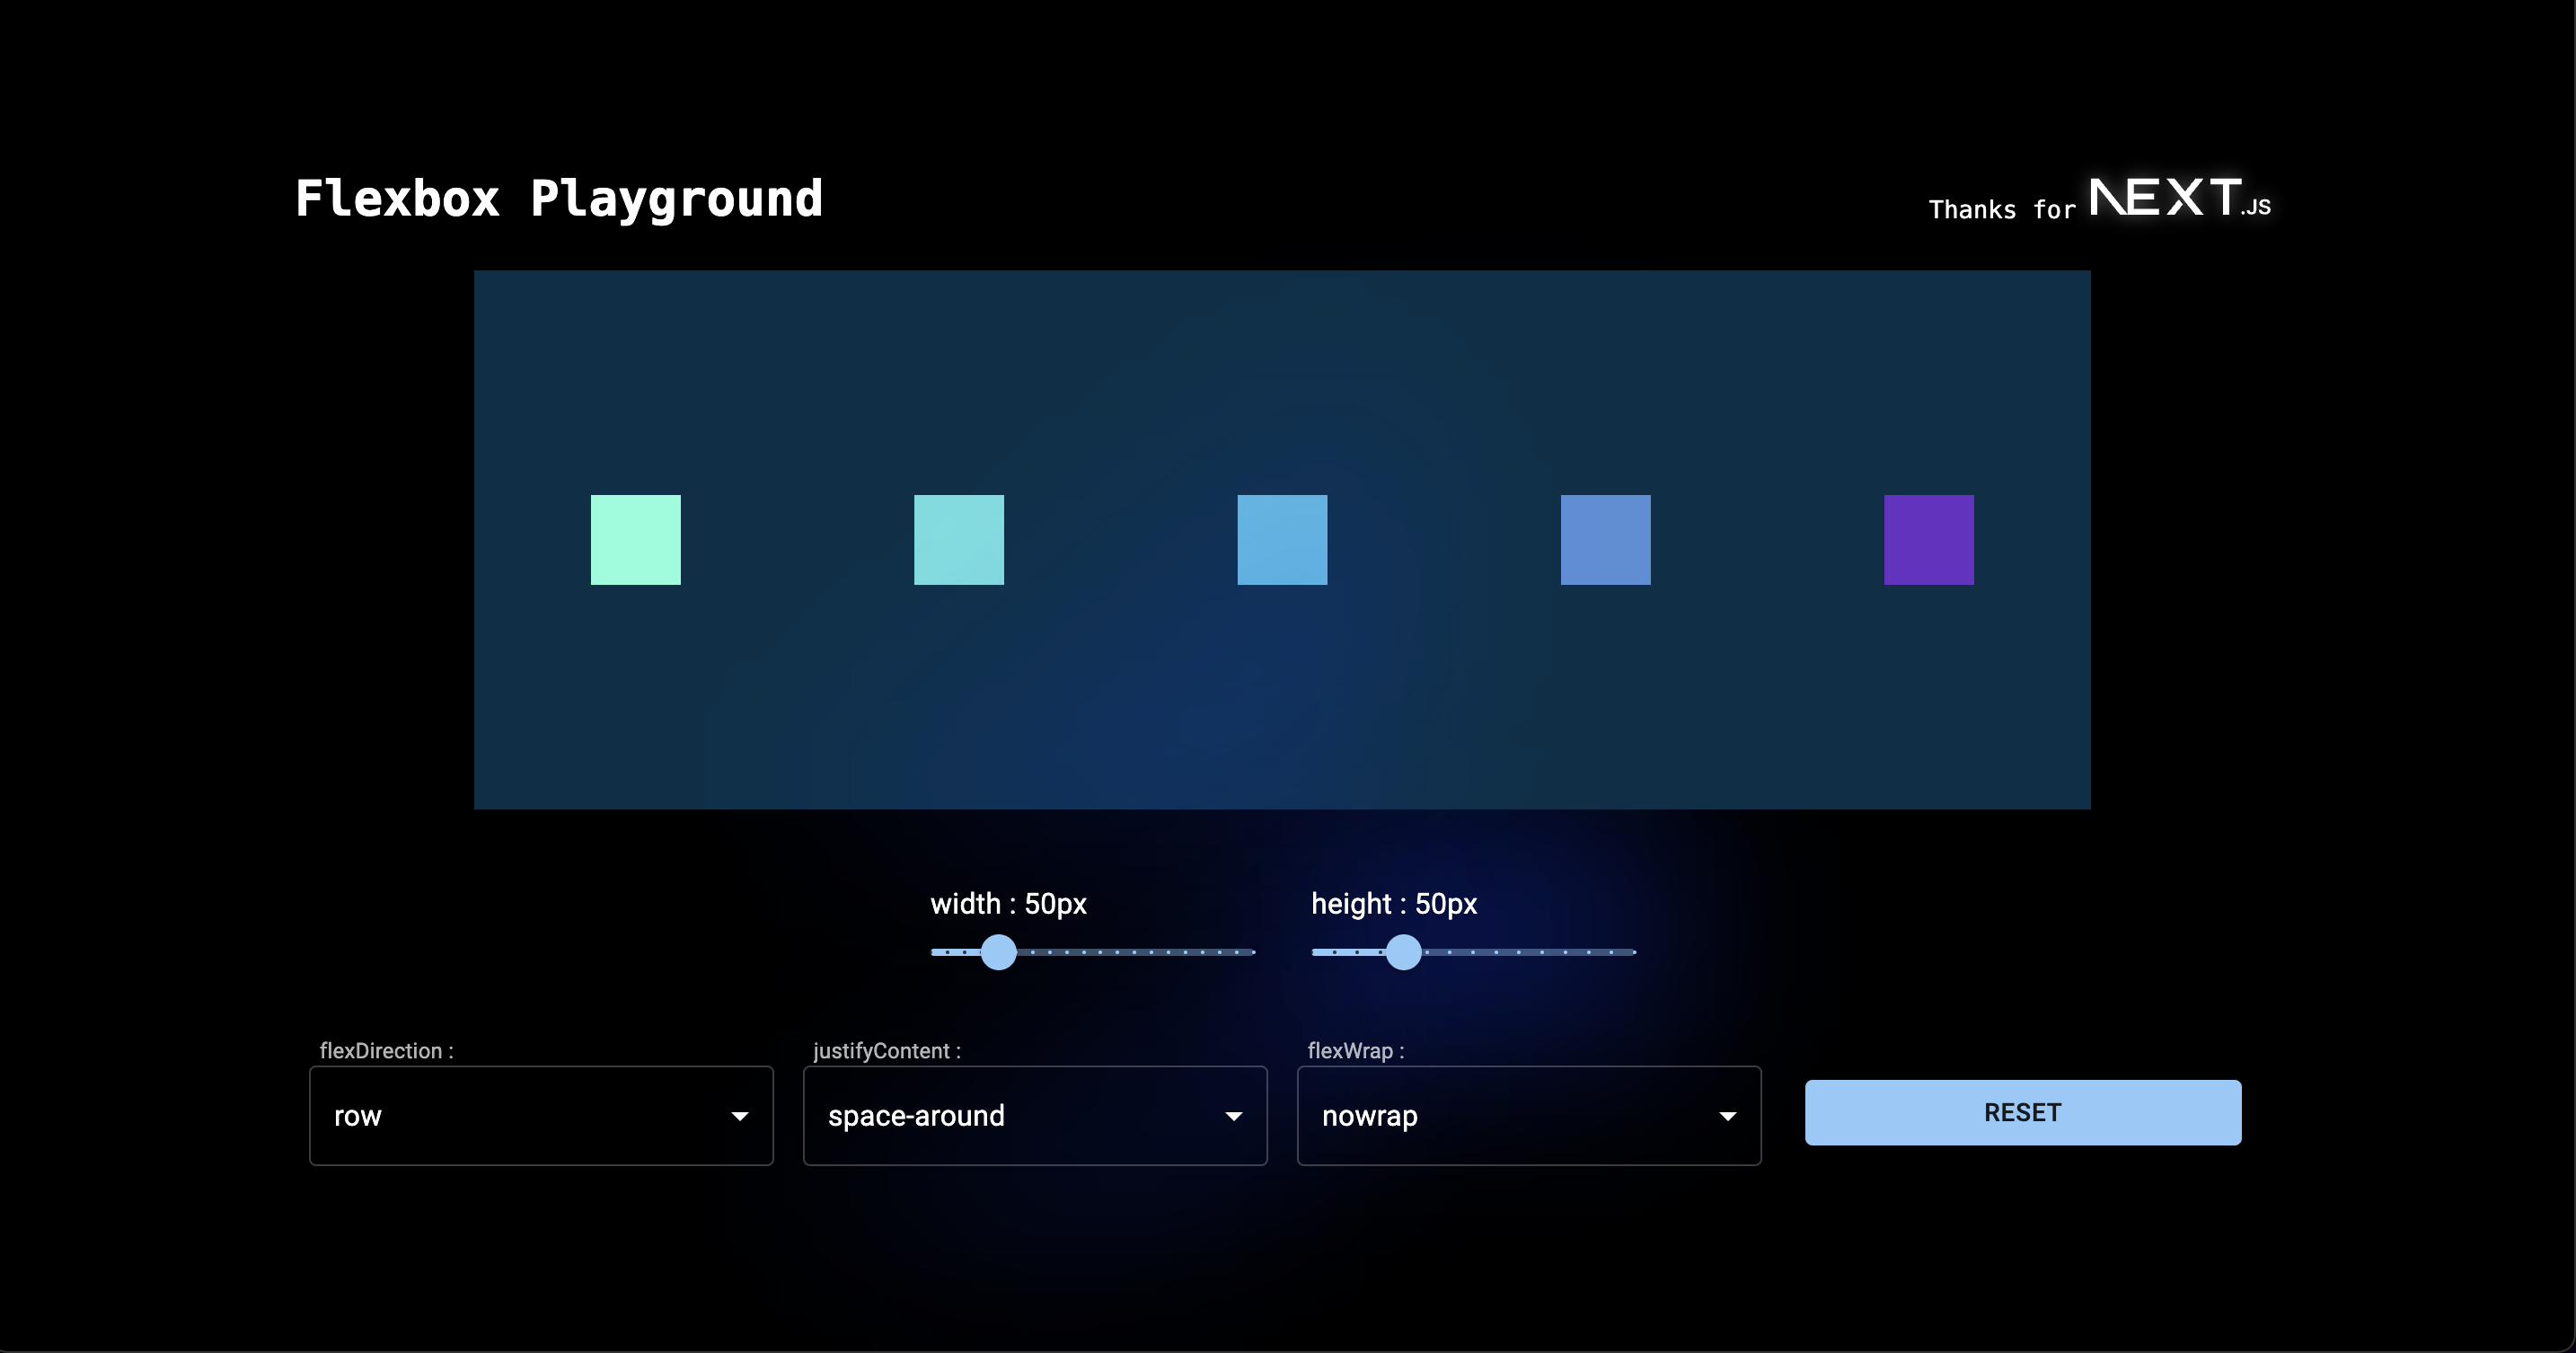 Flexbox Playground
Thanks for NEXT.JS
width : 50px
height : 50px
flexDirection :
justifyContent :
flexWrap :
row
space-around
nowrap
RESET